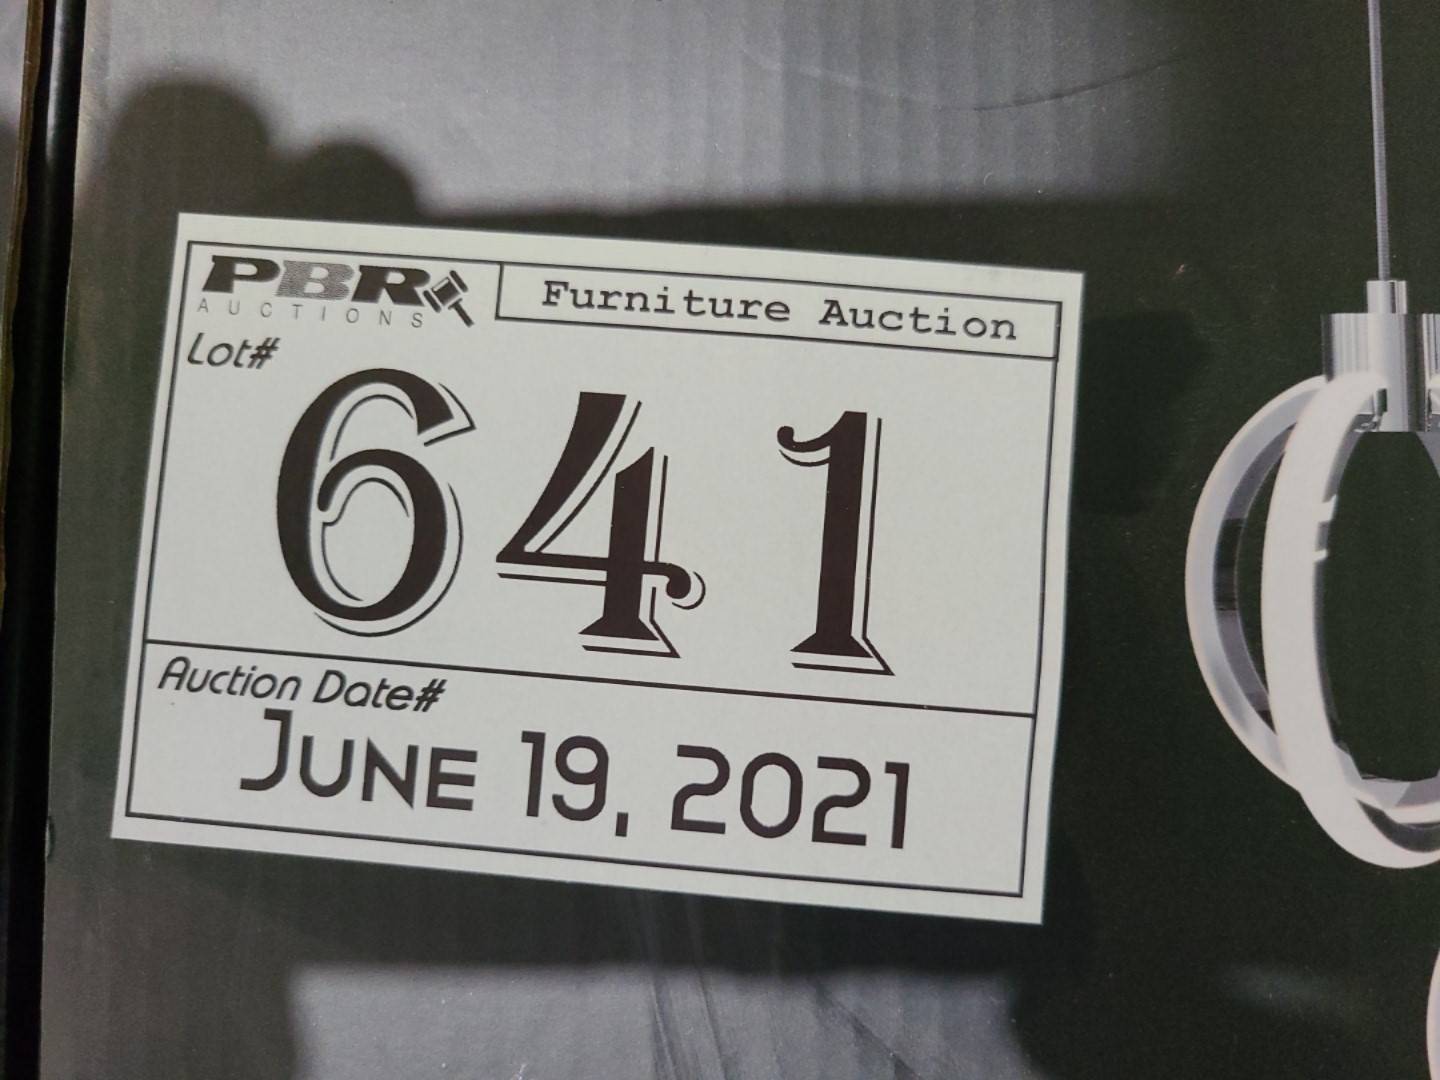 PBR
AUCTIONS
Furniture Auction
Lot#
641
Auction Date#
June 19, 2021